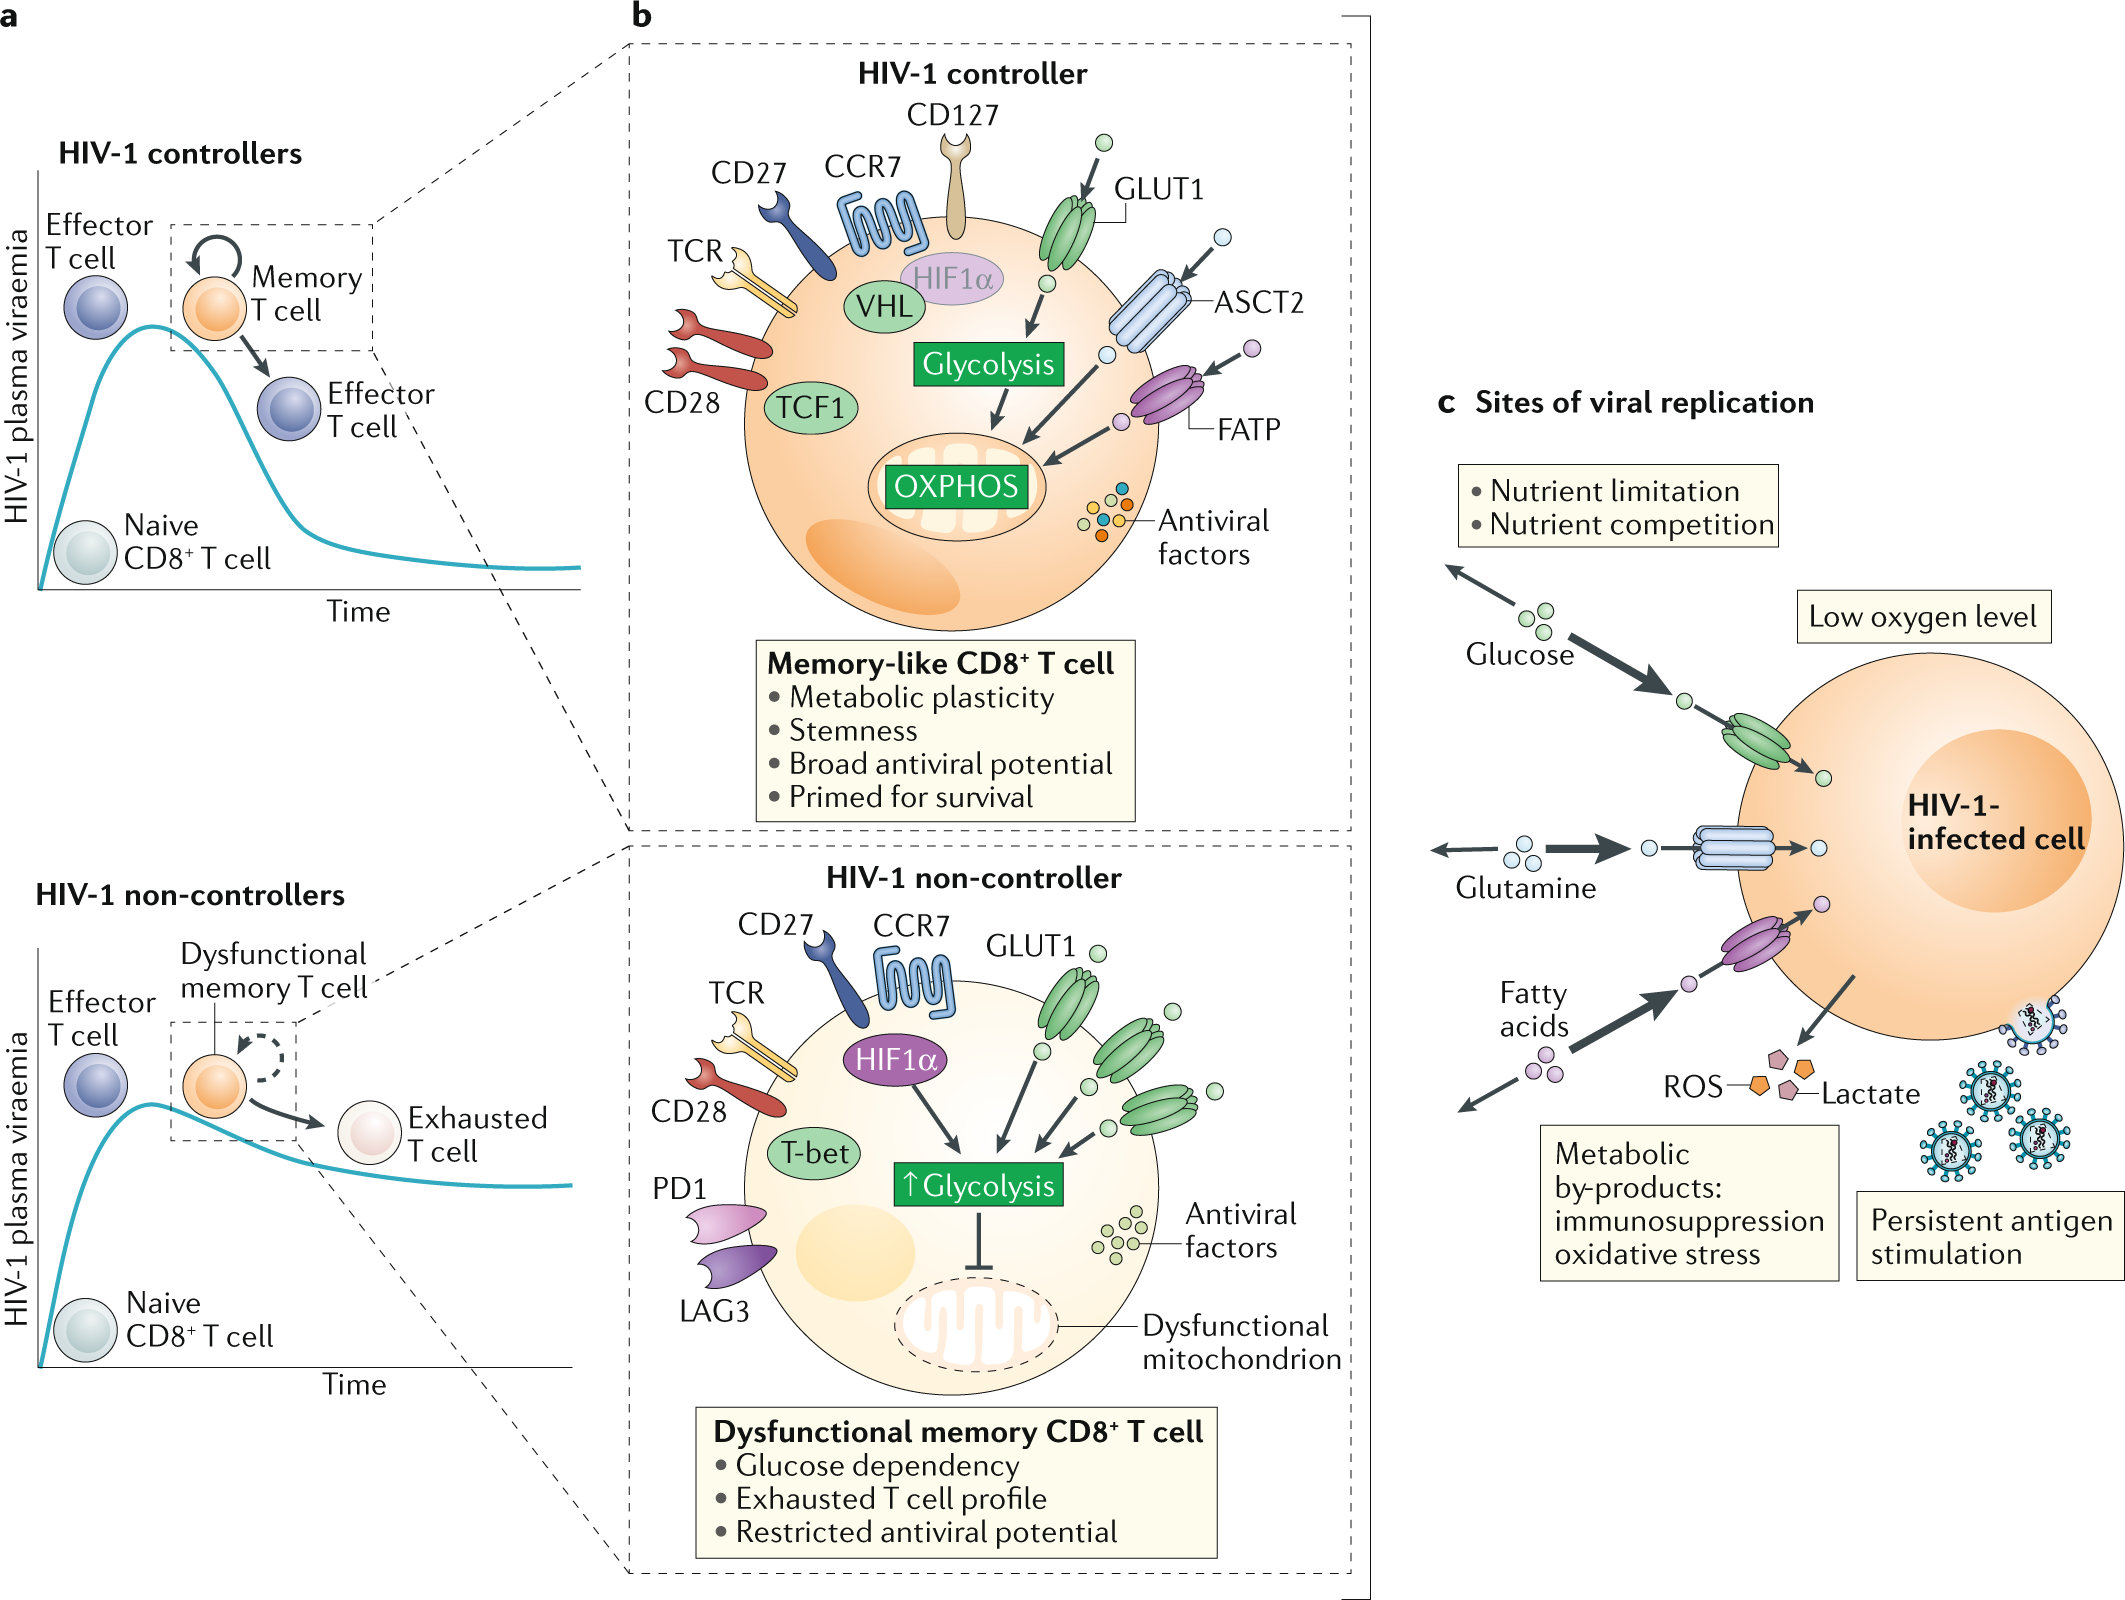 a
HIV-1 controllers
HIV-1 plasma viraemia
Effector
T cell
Memory
T cell
Effector
T cell
Naive
CD8+ T cell
Time
HIV-1 non-controllers
HIV-1 plasma viraemia
Dysfunctional
memory T cell
Effector
T cell
Exhausted
T cell
Naive
CD8+ T cell
Time
b
HIV-1 controller
CD127
CCR7
CD27
GLUT1
TCR
HIF1α
VHL
ASCT2
Glycolysis
CD28
TCF1
FATP
OXPHOS
Antiviral
factors
Memory-like CD8+ T cell
• Metabolic plasticity
• Stemness
• Broad antiviral potential
• Primed for survival
HIV-1 non-controller
CD27
CCR7
GLUT1
TCR
HIF1α
CD28
T-bet
PD1
↑Glycolysis
Antiviral
factors
LAG3
Dysfunctional
mitochondrion
Dysfunctional memory CD8+ T cell
• Glucose dependency
• Exhausted T cell profile
• Restricted antiviral potential
c Sites of viral replication
• Nutrient limitation
• Nutrient competition
Low oxygen level
Glucose
HIV-1-
infected cell
Glutamine
Fatty
acids
ROS
Lactate
Metabolic
by-products:
immunosuppression
oxidative stress
Persistent antigen
stimulation